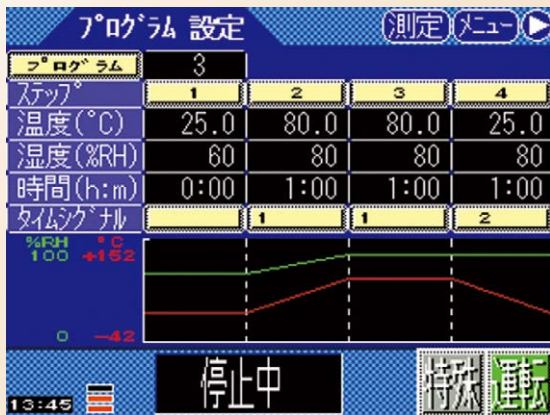 プログラム 設定 測定 メニュー
プログラム 3
ステップ 1 2 3 4
温度(°C) 25.0 80.0 80.0 25.0
湿度(%RH) 60 80 80 80
時間(h:m) 0:00 1:00 1:00 1:00
タイムシグナル 1 1 2
%RH °C
100 +152
0 -42
13:45 停止中 特殊 運転